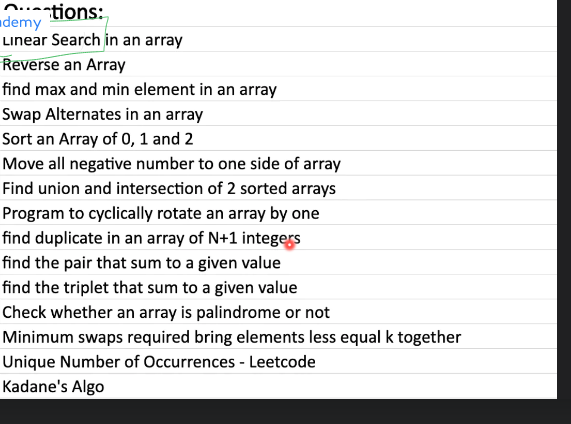 Questions:
ademy
Linear Search in an array
Reverse an Array
find max and min element in an array
Swap Alternates in an array
Sort an Array of 0, 1 and 2
Move all negative number to one side of array
Find union and intersection of 2 sorted arrays
Program to cyclically rotate an array by one
find duplicate in an array of N+1 integers
find the pair that sum to a given value
find the triplet that sum to a given value
Check whether an array is palindrome or not
Minimum swaps required bring elements less equal k together
Unique Number of Occurrences - Leetcode
Kadane's Algo